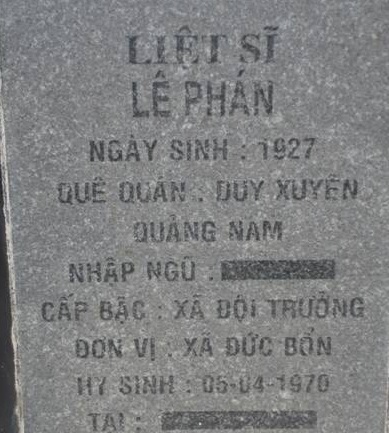 LIỆT SĨ
LÊ PHÁN
NGÀY SINH : 1927
QUÊ QUÁN : DUY XUYÊN
QUẢNG NAM
NHẬP NGŨ :
CẤP BẬC : XÃ ĐỘI TRƯỞNG
ĐƠN VỊ : XÃ ĐỨC BỔN
HY SINH : 05-04-1970
TẠI :